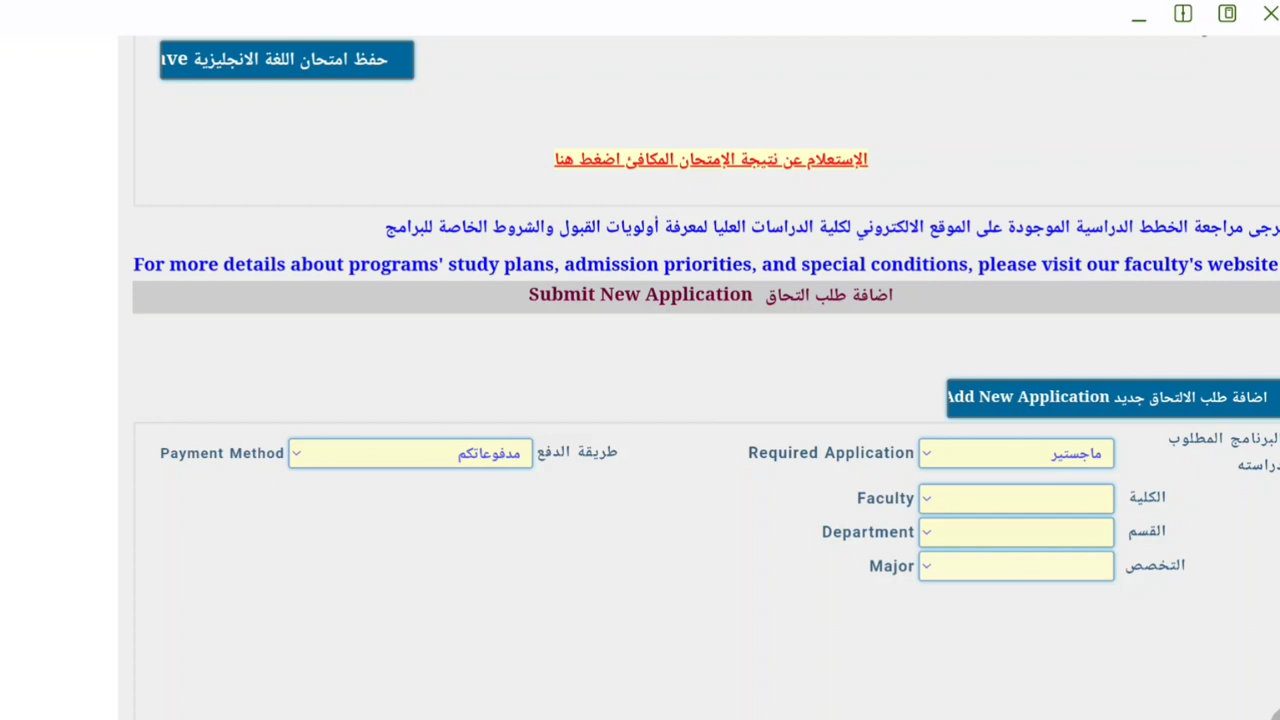 حفظ امتحان اللغة الانجليزية
الإستعلام عن نتيجة الإمتحان المكافئ اضغط هنا
مراجعة الخطط الدراسية الموجودة على الموقع الالكتروني لكلية الدراسات العليا لمعرفة أولويات القبول والشروط الخاصة للبرامج
For more details about programs' study plans, admission priorities, and special conditions, please visit our faculty's website
اضافة طلب التحاق Submit New Application
اضافة طلب الالتحاق جديد Add New Application
البرنامج المطلوب
دراسته
ماجستير Required Application
طريقة الدفع مدفوعاتكم Payment Method
الكلية Faculty
القسم Department
التخصص Major